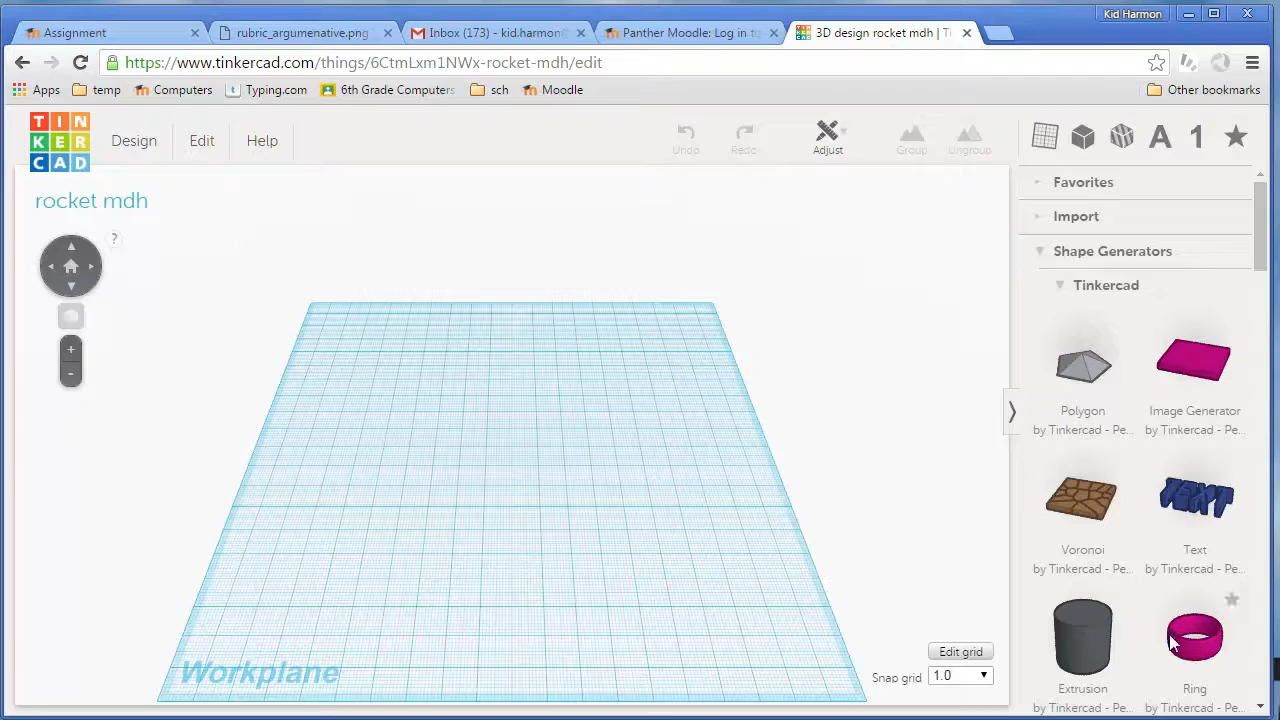 Kid Harmon
Assignment
rubric_argumenative.png
Inbox (173) - kid.harmon@
Panther Moodle: Log in to
3D design rocket mdh | Ti
https://www.tinkercad.com/things/6CtmLxm1NWx-rocket-mdh/edit
Apps
temp
Computers
Typing.com
6th Grade Computers
sch
Moodle
Other bookmarks
TIN
KER
CAD
Design
Edit
Help
Undo
Redo
Adjust
Group
Ungroup
A
1
rocket mdh
?
+
-
Workplane
Edit grid
Snap grid
1.0
Favorites
Import
Shape Generators
Tinkercad
Polygon
by Tinkercad - Pe...
Image Generator
by Tinkercad - Pe...
Voronoi
by Tinkercad - Pe...
TEXT
Text
by Tinkercad - Pe...
Extrusion
by Tinkercad - Pe...
Ring
by Tinkercad - Pe...